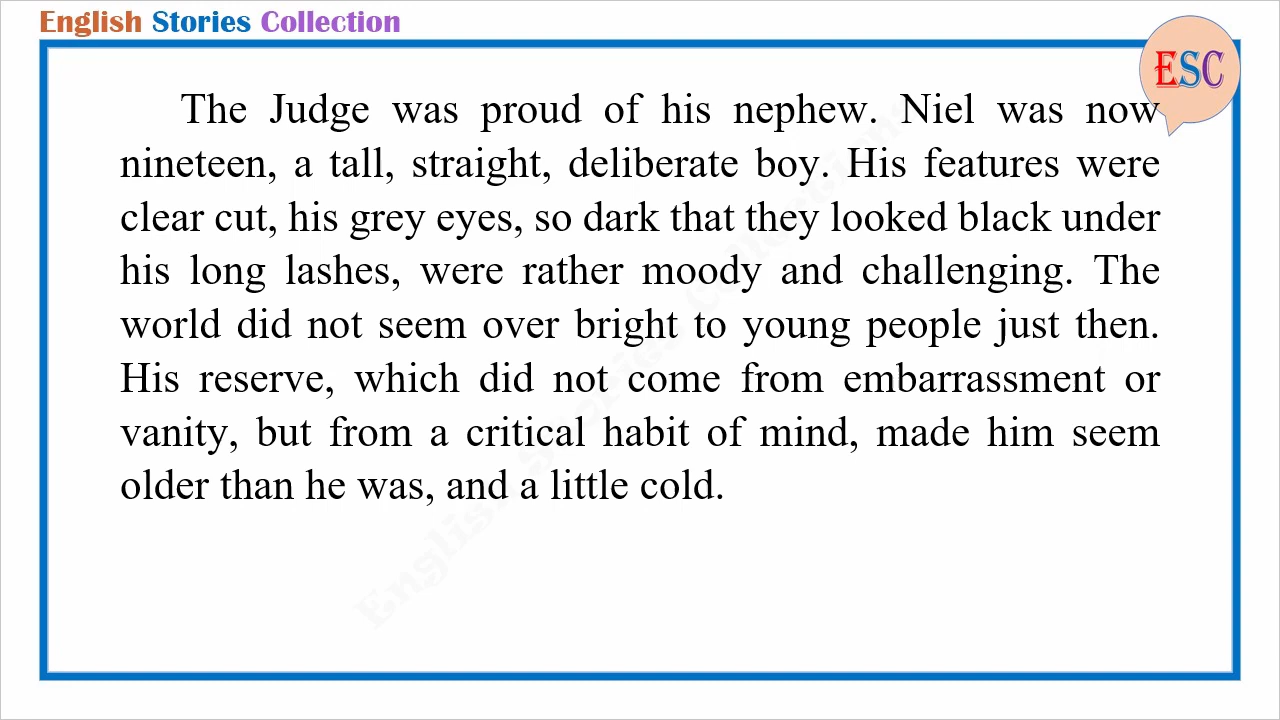 English Stories Collection
ESC
The Judge was proud of his nephew. Niel was now
nineteen, a tall, straight, deliberate boy. His features were
clear cut, his grey eyes, so dark that they looked black under
his long lashes, were rather moody and challenging. The
world did not seem over bright to young people just then.
His reserve, which did not come from embarrassment or
vanity, but from a critical habit of mind, made him seem
older than he was, and a little cold.
English Stories Collection